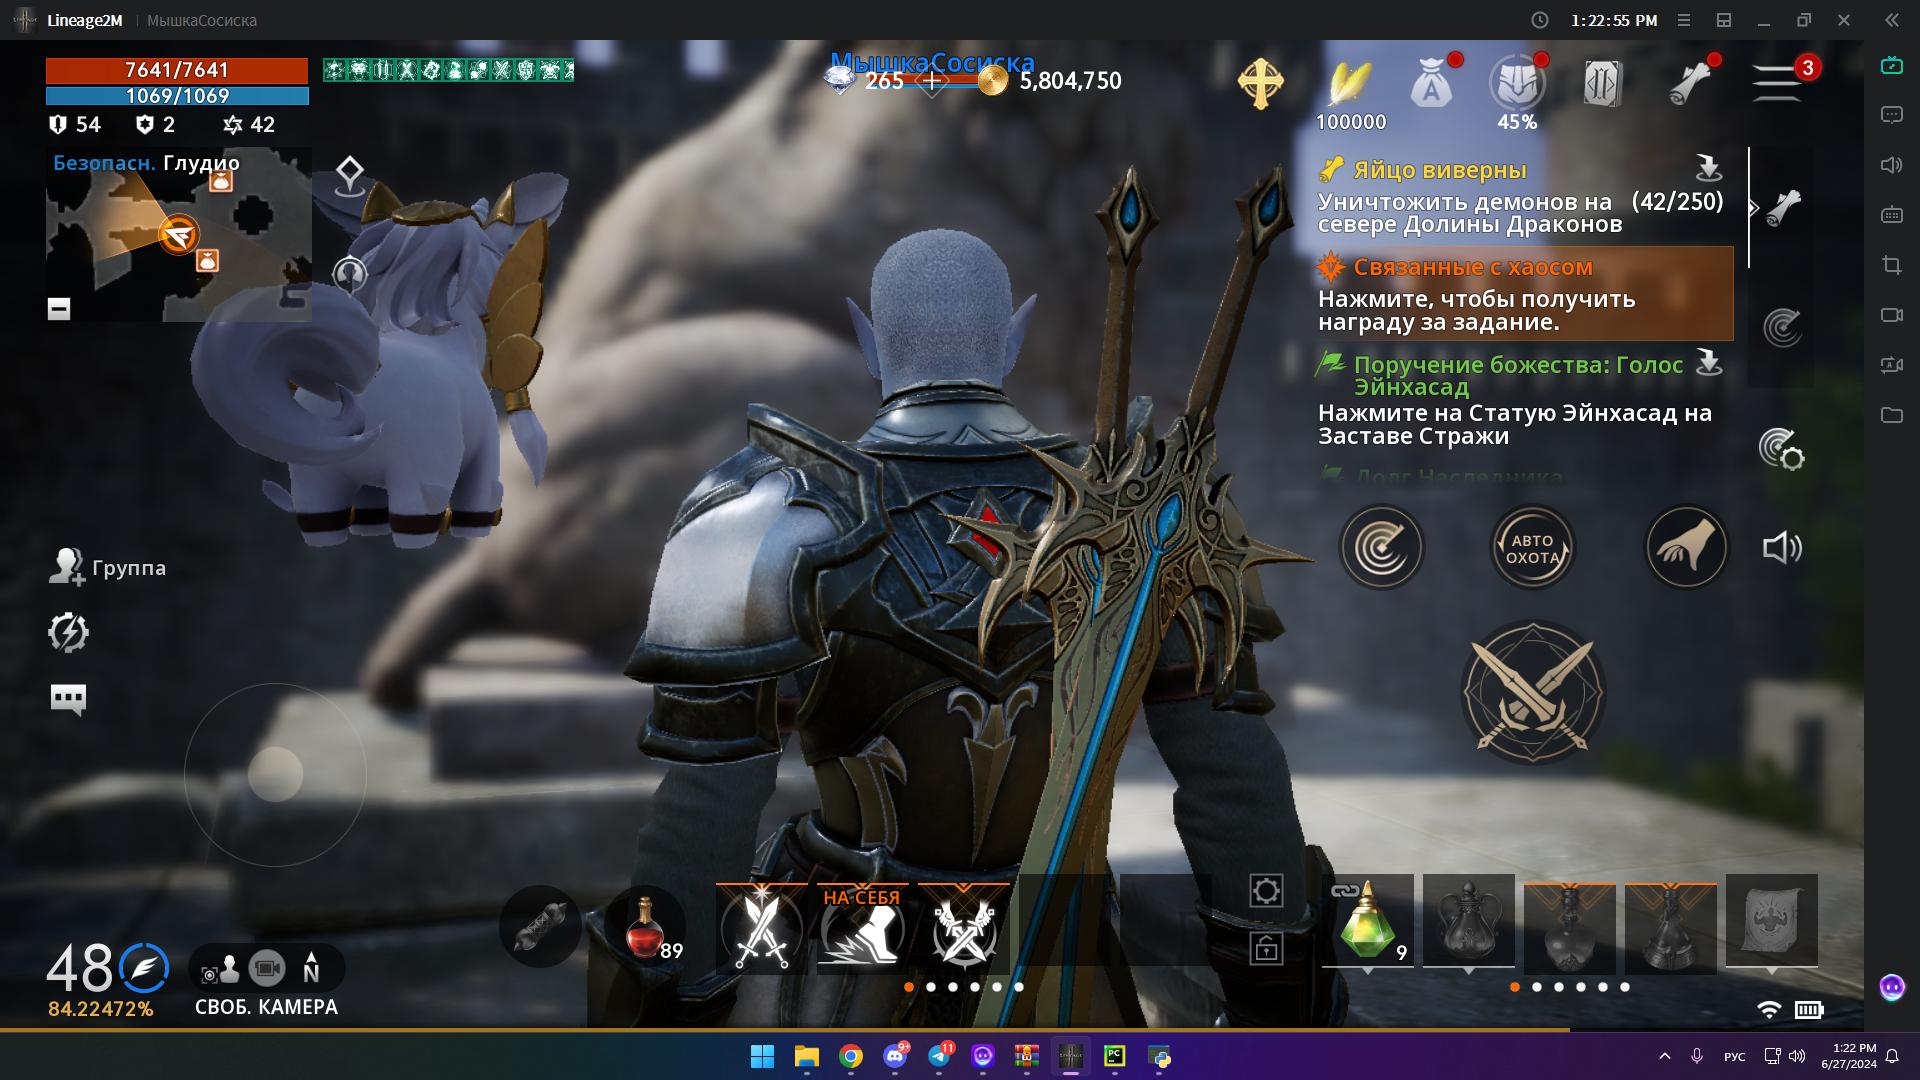 Lineage2M | МышкаСосиска
1:22:55 PM
7641/7641
1069/1069
54 2 42
Безопасн. Глудио
МышкаСосиска
265
5,804,750
100000
A
45%
3
Яйцо виверны
Уничтожить демонов на (42/250)
севере Долины Драконов
Связанные с хаосом
Нажмите, чтобы получить
награду за задание.
Поручение божества: Голос
Эйнхасад
Нажмите на Статую Эйнхасад на
Заставе Стражи
Долг Наследника
АВТО
ОХОТА
Группа
НА СЕБЯ
89
9
48
84.22472%
N
СВОБ. КАМЕРА
9+
11
PC
РУС
1:22 PM
6/27/2024